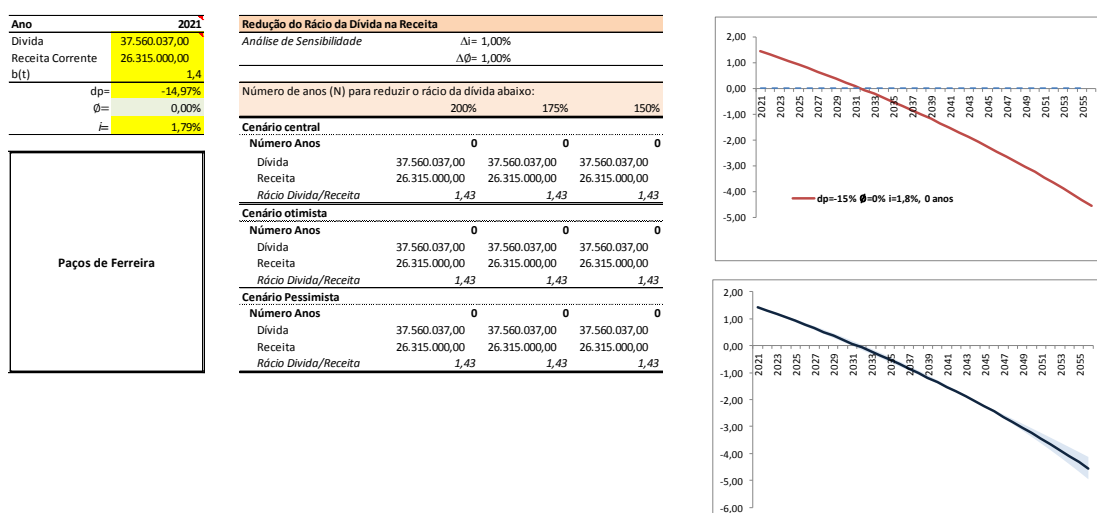 Ano 2021
Divida 37.560.037,00
Receita Corrente 26.315.000,00
b(t) 1,4
dp= -14,97%
Ø= 0,00%
i= 1,79%
Paços de Ferreira
Redução do Rácio da Dívida na Receita
Análise de Sensibilidade Δi= 1,00%
ΔØ= 1,00%
Número de anos (N) para reduzir o rácio da dívida abaixo:
200% 175% 150%
Cenário central
Número Anos 0 0 0
Dívida 37.560.037,00 37.560.037,00 37.560.037,00
Receita 26.315.000,00 26.315.000,00 26.315.000,00
Rácio Divida/Receita 1,43 1,43 1,43
Cenário otimista
Número Anos 0 0 0
Dívida 37.560.037,00 37.560.037,00 37.560.037,00
Receita 26.315.000,00 26.315.000,00 26.315.000,00
Rácio Divida/Receita 1,43 1,43 1,43
Cenário Pessimista
Número Anos 0 0 0
Dívida 37.560.037,00 37.560.037,00 37.560.037,00
Receita 26.315.000,00 26.315.000,00 26.315.000,00
Rácio Divida/Receita 1,43 1,43 1,43
2,00
1,00
0,00
-1,00
-2,00
-3,00
-4,00
-5,00
2021 2023 2025 2027 2029 2031 2033 2035 2037 2039 2041 2043 2045 2047 2049 2051 2053 2055
dp=-15% Ø=0% i=1,8%, 0 anos
2,00
1,00
0,00
-1,00
-2,00
-3,00
-4,00
-5,00
-6,00
2021 2023 2025 2027 2029 2031 2033 2035 2037 2039 2041 2043 2045 2047 2049 2051 2053 2055